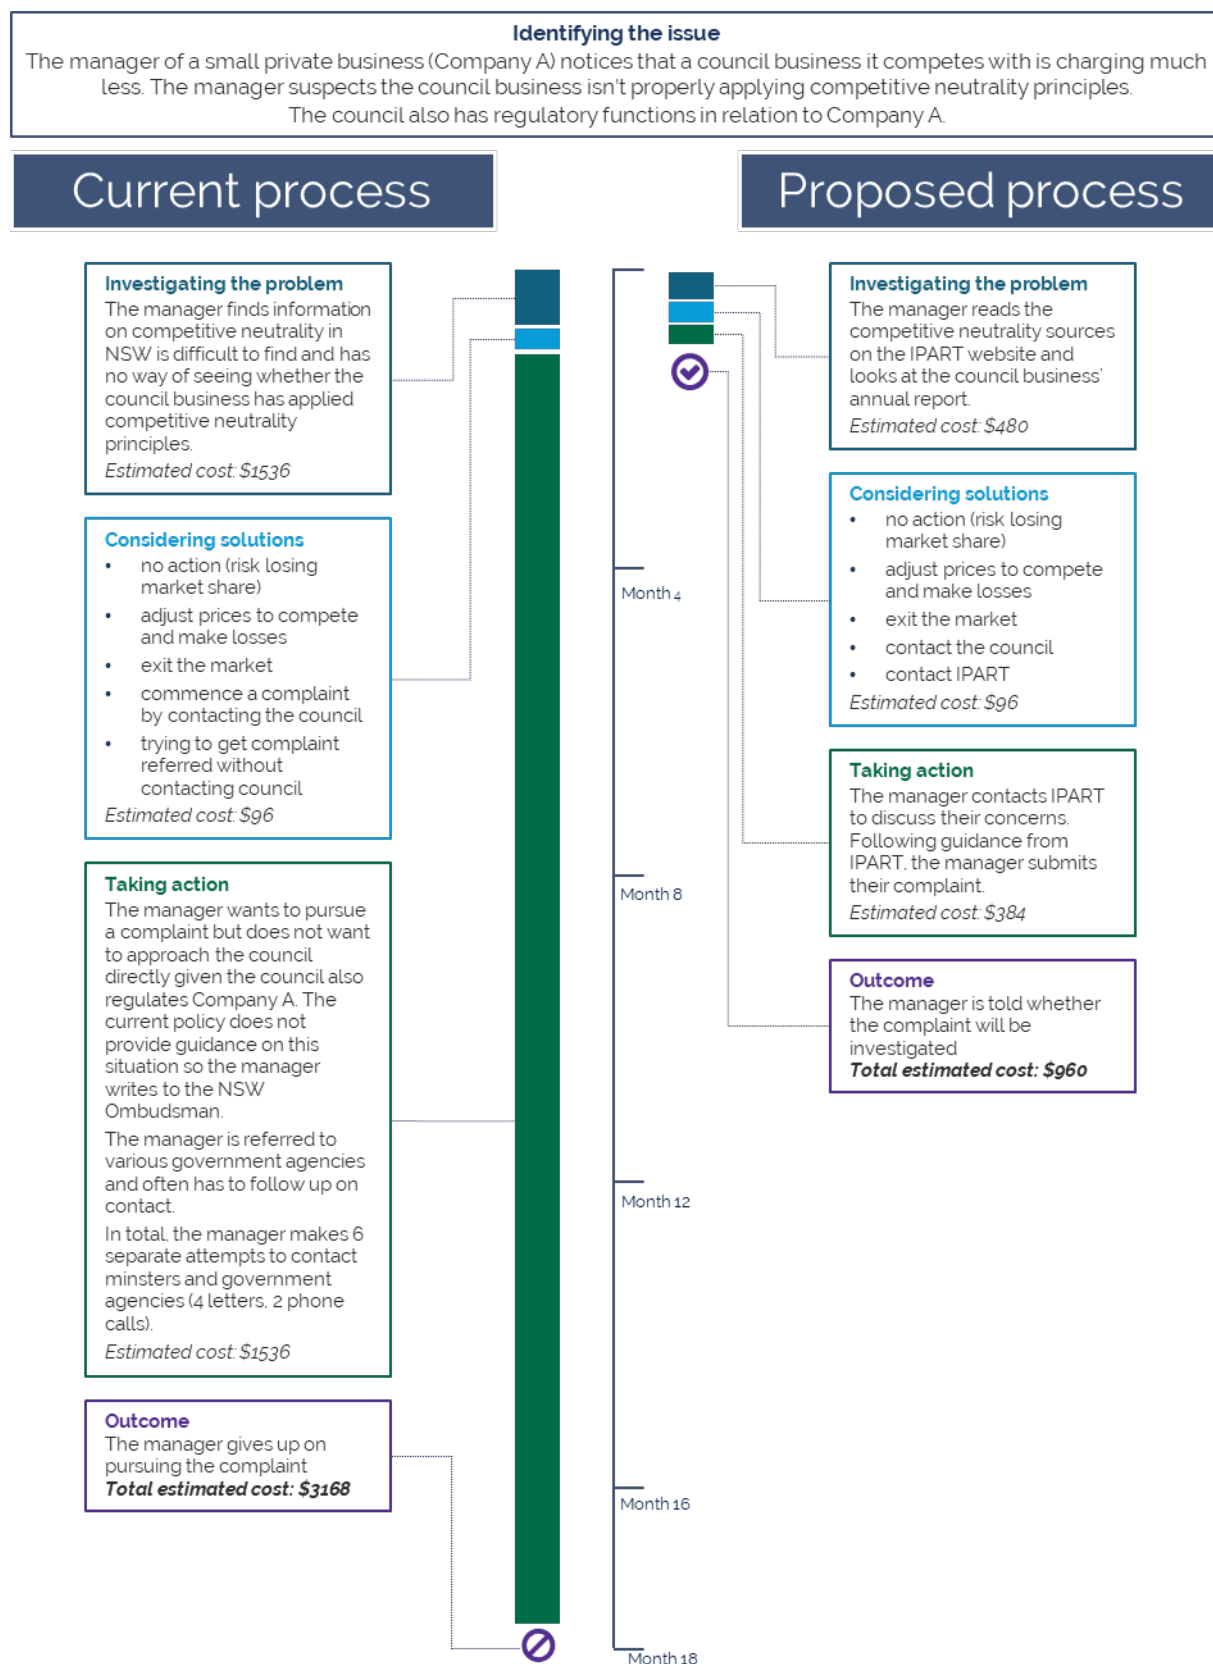 Identifying the issue
The manager of a small private business (Company A) notices that a council business it competes with is charging much
less. The manager suspects the council business isn't properly applying competitive neutrality principles.
The council also has regulatory functions in relation to Company A.
Current process
Investigating the problem
The manager finds information
on competitive neutrality in
NSW is difficult to find and has
no way of seeing whether the
council business has applied
competitive neutrality
principles.
Estimated cost: $1536
Considering solutions
• no action (risk losing
market share)
• adjust prices to compete
and make losses
• exit the market
• commence a complaint
by contacting the council
• trying to get complaint
referred without
contacting council
Estimated cost: $96
Taking action
The manager wants to pursue
a complaint but does not want
to approach the council
directly given the council also
regulates Company A. The
current policy does not
provide guidance on this
situation so the manager
writes to the NSW
Ombudsman.
The manager is referred to
various government agencies
and often has to follow up on
contact.
In total, the manager makes 6
separate attempts to contact
minsters and government
agencies (4 letters, 2 phone
calls).
Estimated cost: $1536
Outcome
The manager gives up on
pursuing the complaint
Total estimated cost: $3168
Month 4
Month 8
Month 12
Month 16
Month 18
Proposed process
Investigating the problem
The manager reads the
competitive neutrality sources
on the IPART website and
looks at the council business'
annual report.
Estimated cost: $480
Considering solutions
• no action (risk losing
market share)
• adjust prices to compete
and make losses
• exit the market
• contact the council
• contact IPART
Estimated cost: $96
Taking action
The manager contacts IPART
to discuss their concerns.
Following guidance from
IPART, the manager submits
their complaint.
Estimated cost: $384
Outcome
The manager is told whether
the complaint will be
investigated
Total estimated cost: $960